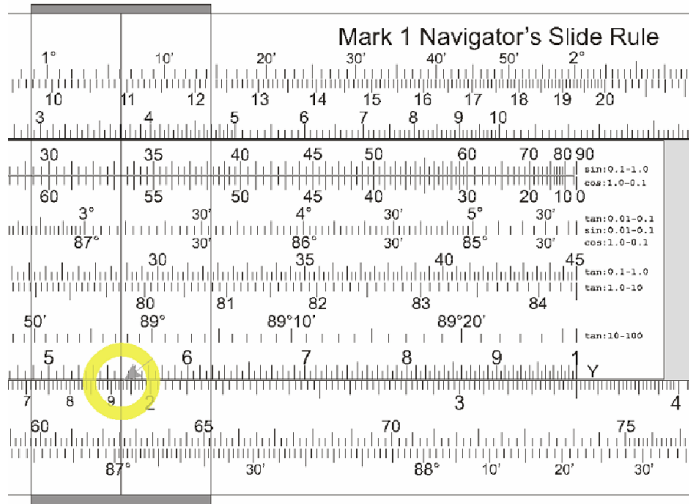 Mark 1 Navigator's Slide Rule
1° 10' 20' 30' 40' 50' 2°
10 11 12 13 14 15 16 17 18 19 20
3 4 5 6 7 8 9 10
30 35 40 45 50 60 70 80 90
sin:0.1-1.0
60 55 50 45 40 30 20 10 0
cos:1.0-0.1
3° 30' 4° 30' 5° 30'
tan:0.01-0.1
sin:0.01-0.1
87° 30' 86° 30' 85° 30'
cos:1.0-0.1
30 35 40 45
tan:0.1-1.0
tan:1.0-10
80 81 82 83 84
50' 89° 89°10' 89°20'
tan:10-100
5 6 7 8 9 1 Y
7 8 9 2 3 4
60 65 70 75
87° 30' 88° 10' 20' 30'